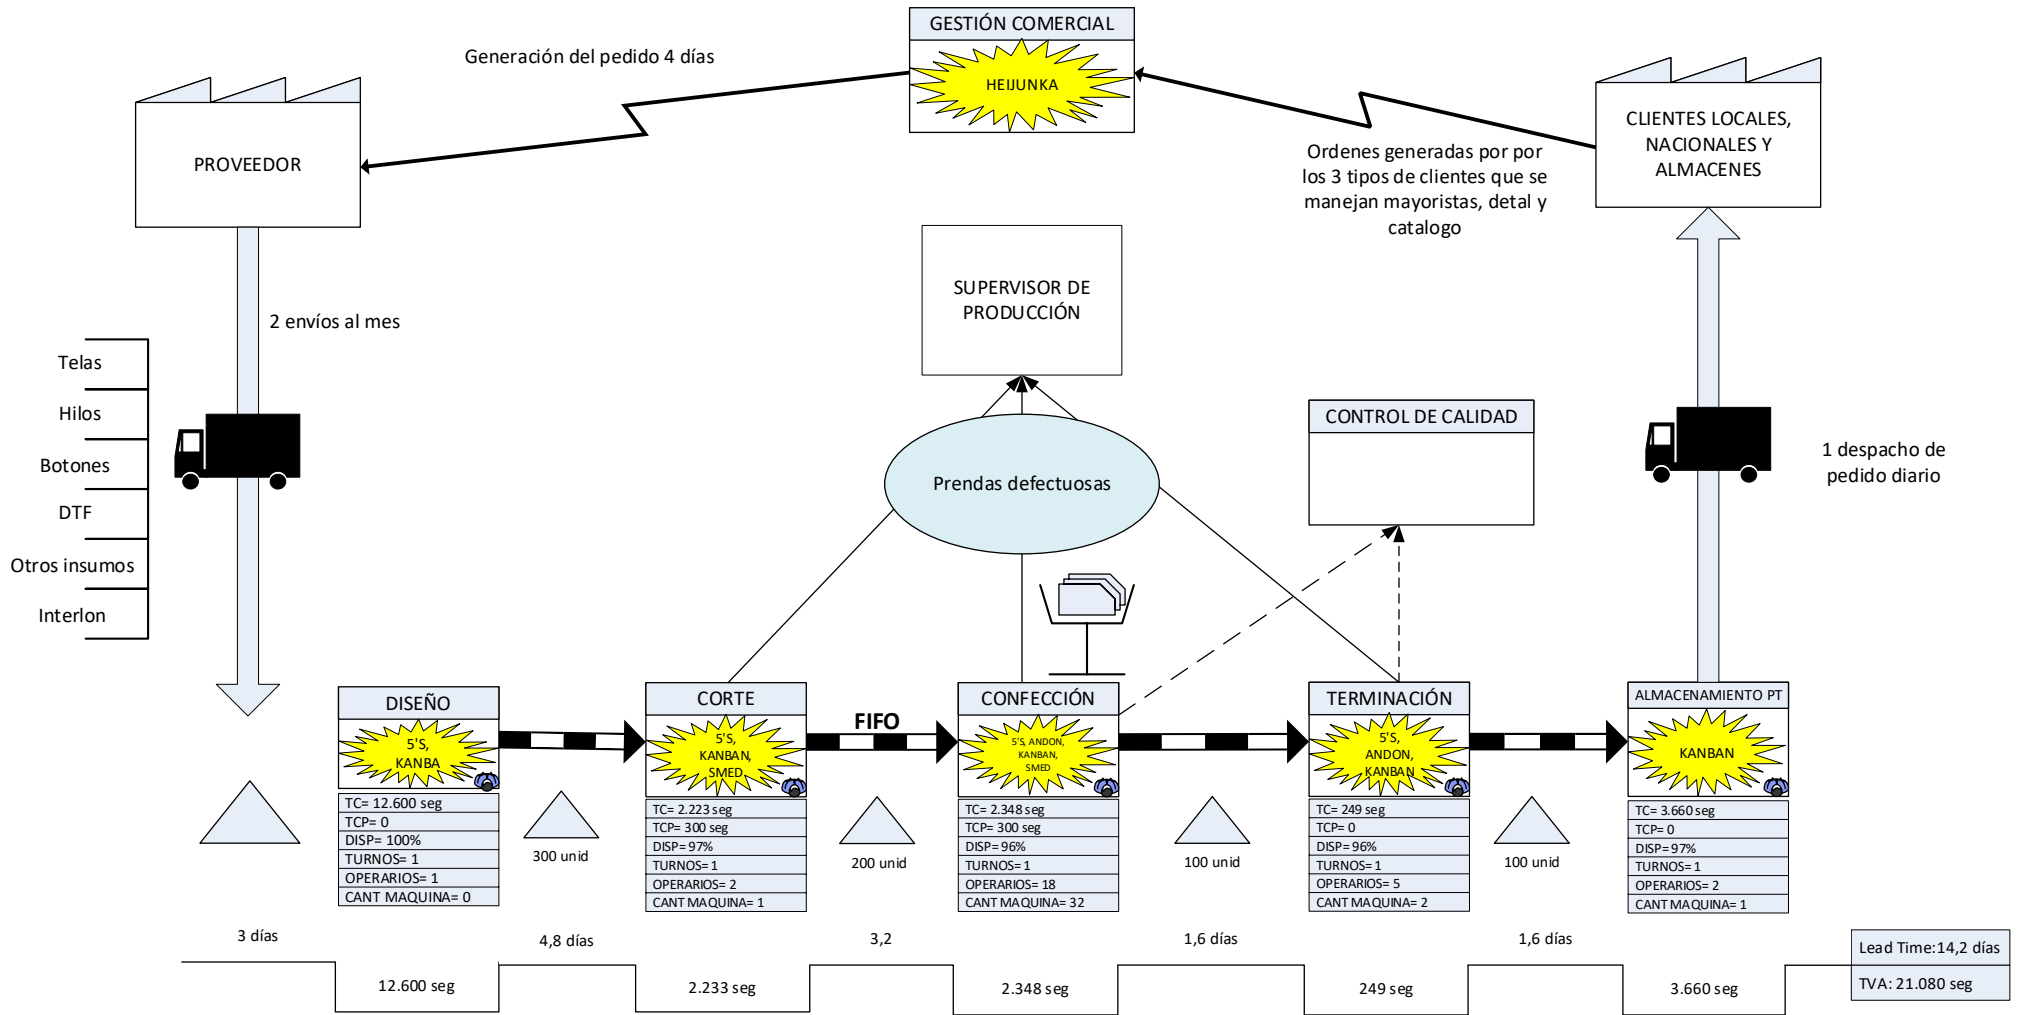 GESTIÓN COMERCIAL
HEIJUNKA
Generación del pedido 4 días
PROVEEDOR
CLIENTES LOCALES,
NACIONALES Y
ALMACENES
Ordenes generadas por por
los 3 tipos de clientes que se
manejan mayoristas, detal y
catalogo
SUPERVISOR DE
PRODUCCIÓN
2 envíos al mes
Telas
Hilos
Botones
DTF
Otros insumos
Interlon
Prendas defectuosas
CONTROL DE CALIDAD
1 despacho de
pedido diario
DISEÑO
5'S,
KANBA
TC= 12.600 seg
TCP= 0
DISP= 100%
TURNOS= 1
OPERARIOS= 1
CANT MAQUINA= 0
CORTE
5'S,
KANBAN,
SMED
TC= 2.223 seg
TCP= 300 seg
DISP= 97%
TURNOS= 1
OPERARIOS= 2
CANT MAQUINA= 1
FIFO
CONFECCIÓN
5'S, ANDON,
KANBAN,
SMED
TC= 2.348 seg
TCP= 300 seg
DISP= 96%
TURNOS= 1
OPERARIOS= 18
CANT MAQUINA= 32
TERMINACIÓN
5'S,
ANDON,
KANBAN
TC= 249 seg
TCP= 0
DISP= 96%
TURNOS= 1
OPERARIOS= 5
CANT MAQUINA= 2
ALMACENAMIENTO PT
KANBAN
TC= 3.660 seg
TCP= 0
DISP= 97%
TURNOS= 1
OPERARIOS= 2
CANT MAQUINA= 1
300 unid
200 unid
100 unid
100 unid
3 días
4,8 días
3,2
1,6 días
1,6 días
12.600 seg
2.233 seg
2.348 seg
249 seg
3.660 seg
Lead Time:14,2 días
TVA: 21.080 seg